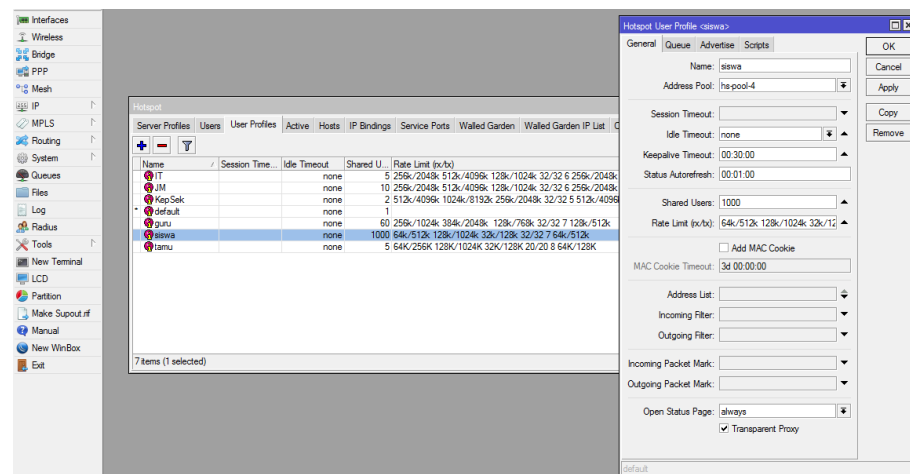 Interfaces
Wireless
Bridge
PPP
Mesh
IP
MPLS
Routing
System
Queues
Files
Log
Radius
Tools
New Terminal
LCD
Partition
Make Supout.rif
Manual
New WinBox
Exit
Hotspot
Server Profiles Users User Profiles Active Hosts IP Bindings Service Ports Walled Garden Walled Garden IP List C
Name / Session Time... Idle Timeout Shared U... Rate Limit (rx/tx)
IT none 5 256k/2048k 512k/4096k 128k/1024k 32/32 6 256k/2048k
JM none 10 256k/2048k 512k/4096k 128k/1024k 32/32 6 256k/2048k
KepSek none 2 512k/4096k 1024k/8192k 256k/2048k 32/32 5 512k/4096
* default none 1
guru none 60 256k/1024k 384k/2048k 128k/768k 32/32 7 128k/512k
siswa none 1000 64k/512k 128k/1024k 32k/128k 32/32 7 64k/512k
tamu none 5 64K/256K 128K/1024K 32K/128K 20/20 8 64K/128K
7 items (1 selected)
Hotspot User Profile <siswa>
General Queue Advertise Scripts
Name: siswa
Address Pool: hs-pool-4
Session Timeout:
Idle Timeout: none
Keepalive Timeout: 00:30:00
Status Autorefresh: 00:01:00
Shared Users: 1000
Rate Limit (rx/tx): 64k/512k 128k/1024k 32k/12
Add MAC Cookie
MAC Cookie Timeout: 3d 00:00:00
Address List:
Incoming Filter:
Outgoing Filter:
Incoming Packet Mark:
Outgoing Packet Mark:
Open Status Page: always
Transparent Proxy
default
OK
Cancel
Apply
Copy
Remove